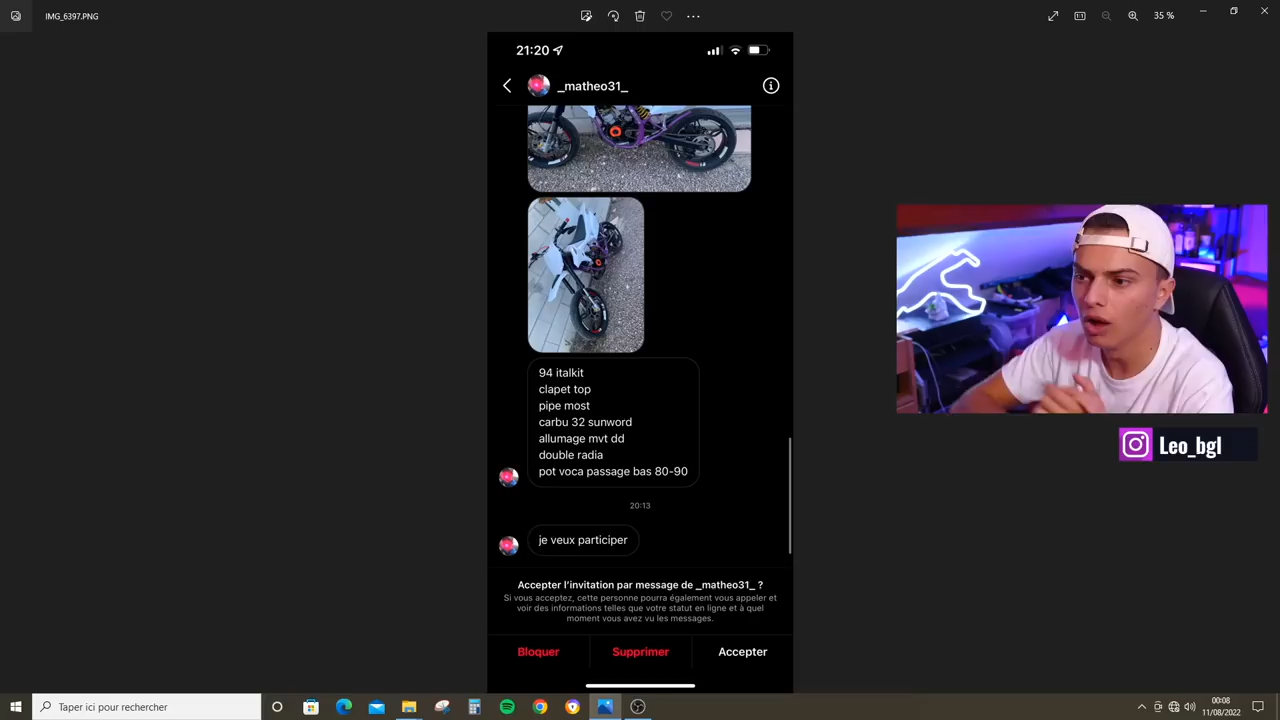 IMG_6397.PNG
35 %
21:20
_matheo31_
94 italkit
clapet top
pipe most
carbu 32 sunword
allumage mvt dd
double radia
pot voca passage bas 80-90
20:13
je veux participer
Accepter l'invitation par message de _matheo31_ ?
Si vous acceptez, cette personne pourra également vous appeler et
voir des informations telles que votre statut en ligne et à quel
moment vous avez vu les messages.
Bloquer
Supprimer
Accepter
Leo_bgl
Taper ici pour rechercher
00:08
11/08/2022